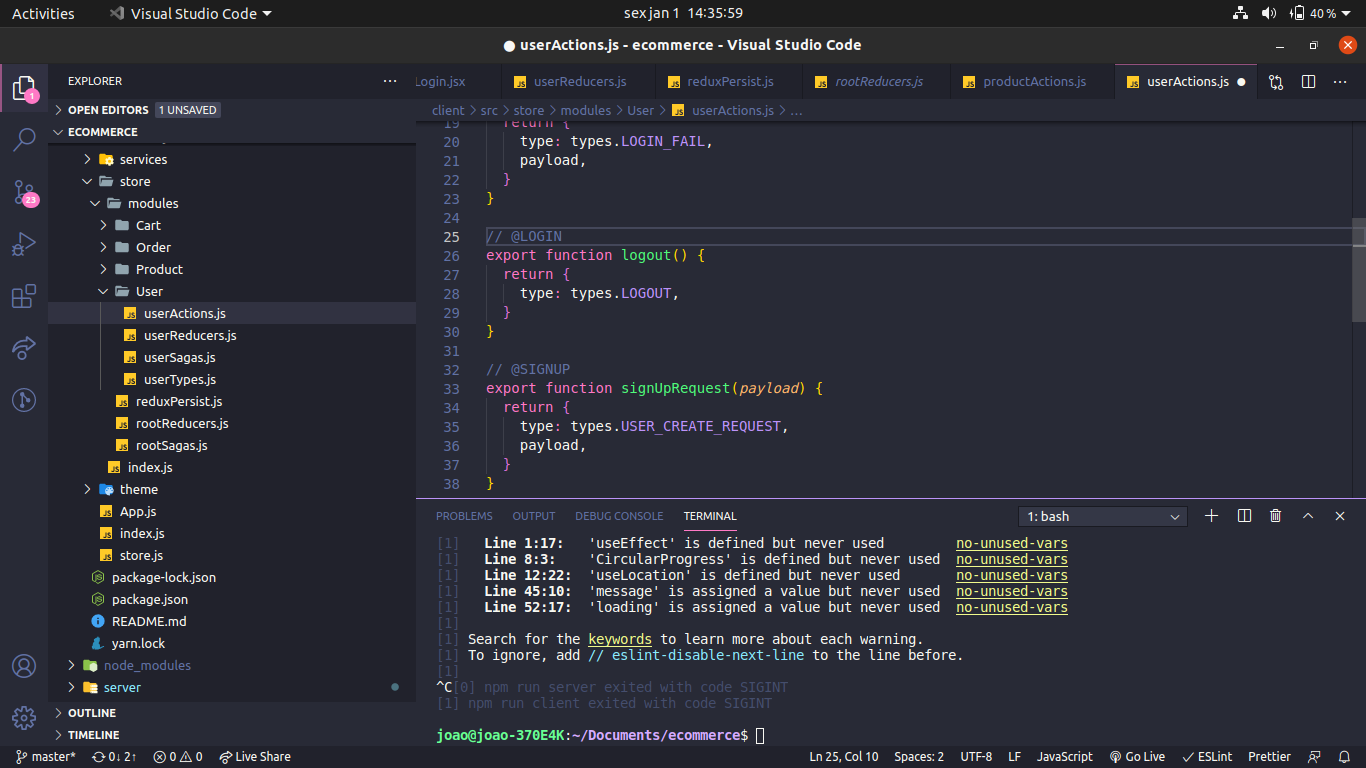 Activities Visual Studio Code sex jan 1 14:35:59 40 %
● userActions.js - ecommerce - Visual Studio Code
EXPLORER
OPEN EDITORS 1 UNSAVED
ECOMMERCE
services
store
modules
Cart
Order
Product
User
userActions.js
userReducers.js
userSagas.js
userTypes.js
reduxPersist.js
rootReducers.js
rootSagas.js
index.js
theme
App.js
index.js
store.js
package-lock.json
package.json
README.md
yarn.lock
node_modules
server
OUTLINE
TIMELINE
1
23
Login.jsx userReducers.js reduxPersist.js rootReducers.js productActions.js userActions.js
client > src > store > modules > User > userActions.js > ...
19 return {
20 type: types.LOGIN_FAIL,
21 payload,
22 }
23 }
24
25 // @LOGIN
26 export function logout() {
27 return {
28 type: types.LOGOUT,
29 }
30 }
31
32 // @SIGNUP
33 export function signUpRequest(payload) {
34 return {
35 type: types.USER_CREATE_REQUEST,
36 payload,
37 }
38 }
PROBLEMS OUTPUT DEBUG CONSOLE TERMINAL 1: bash
[1] Line 1:17: 'useEffect' is defined but never used no-unused-vars
[1] Line 8:3: 'CircularProgress' is defined but never used no-unused-vars
[1] Line 12:22: 'useLocation' is defined but never used no-unused-vars
[1] Line 45:10: 'message' is assigned a value but never used no-unused-vars
[1] Line 52:17: 'loading' is assigned a value but never used no-unused-vars
[1]
[1] Search for the keywords to learn more about each warning.
[1] To ignore, add // eslint-disable-next-line to the line before.
[1]
^C[0] npm run server exited with code SIGINT
[1] npm run client exited with code SIGINT
joao@joao-370E4K:~/Documents/ecommerce$
master* 0↓ 2↑ 0 0 Live Share Ln 25, Col 10 Spaces: 2 UTF-8 LF JavaScript Go Live ESLint Prettier